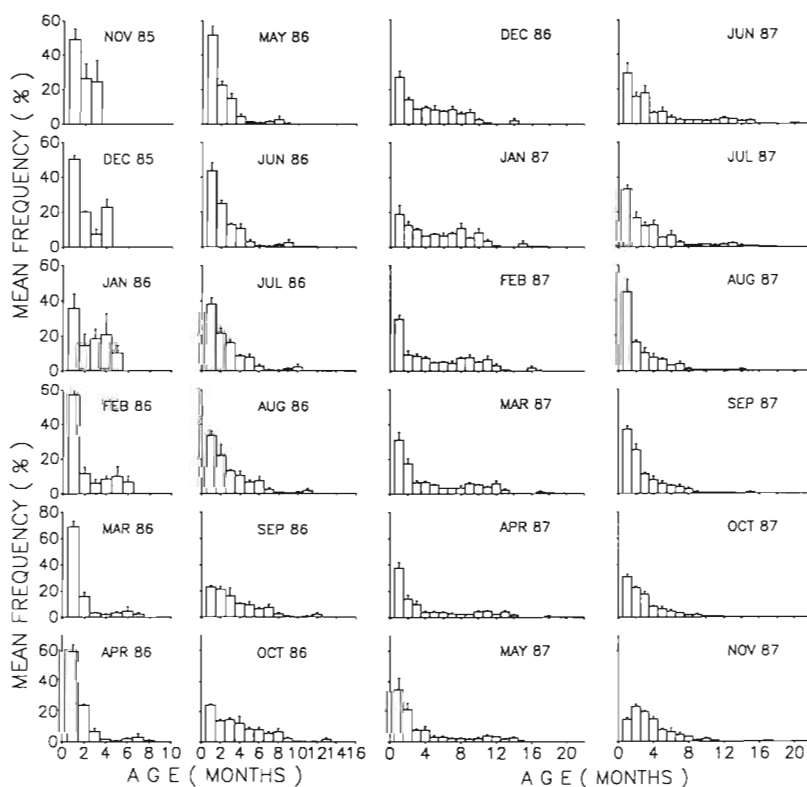 MEAN FREQUENCY (%)
MEAN FREQUENCY (%)
60
40
20
0
NOV 85
MAY 86
DEC 86
JUN 87
60
40
20
0
DEC 85
JUN 86
JAN 87
JUL 87
60
40
20
0
JAN 86
JUL 86
FEB 87
AUG 87
60
40
20
0
FEB 86
AUG 86
MAR 87
SEP 87
80
60
40
20
0
MAR 86
SEP 86
APR 87
OCT 87
60
40
20
0
APR 86
OCT 86
MAY 87
NOV 87
0 2 4 6 8 10
0 2 4 6 8 10 12 14 16
0 4 8 12 16 20
0 4 8 12 16 20
AGE (MONTHS)
AGE (MONTHS)